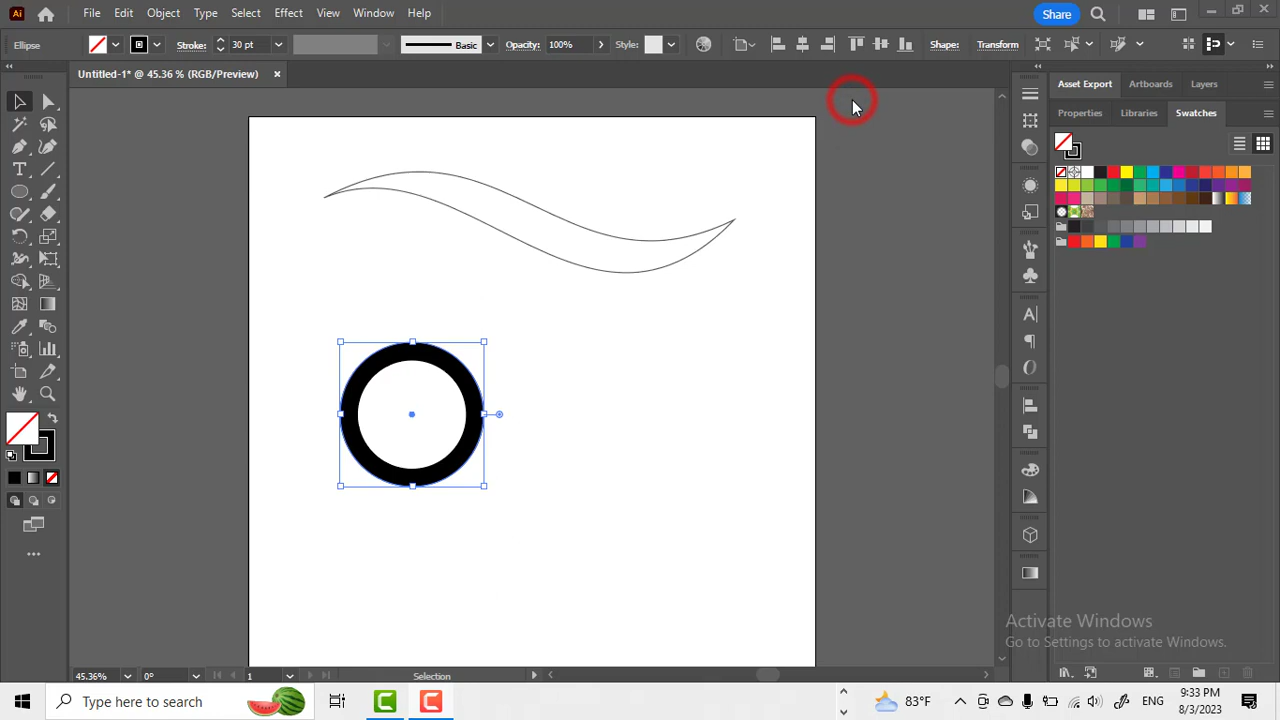 Ai File Edit Object Type Select Effect View Window Help Share
Ellipse Stroke: 30 pt Basic Opacity: 100% Style: Shape: Transform
Untitled-1* @ 45.36 % (RGB/Preview) ×
Asset Export Artboards Layers
Properties Libraries Swatches
Activate Windows
Go to Settings to activate Windows.
45.36% 0° 1 Selection
Type here to search 83°F ENG 9:33 PM
8/3/2023